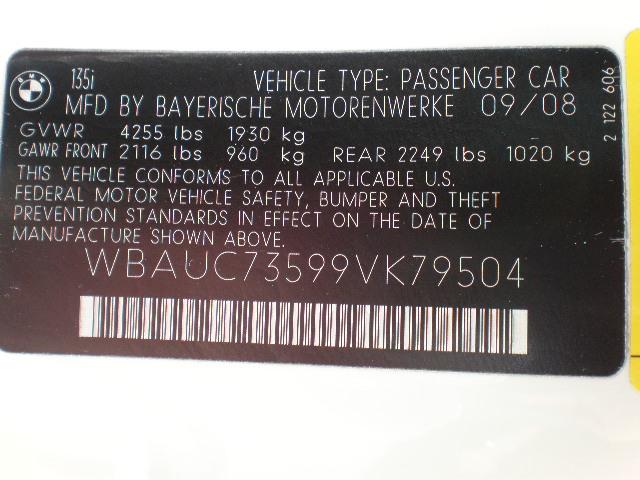 BMW
135i VEHICLE TYPE: PASSENGER CAR
MFD BY BAYERISCHE MOTORENWERKE 09/08
GVWR 4255 lbs 1930 kg
GAWR FRONT 2116 lbs 960 kg REAR 2249 lbs 1020 kg
THIS VEHICLE CONFORMS TO ALL APPLICABLE U.S.
FEDERAL MOTOR VEHICLE SAFETY, BUMPER AND THEFT
PREVENTION STANDARDS IN EFFECT ON THE DATE OF
MANUFACTURE SHOWN ABOVE.
WBAUC73599VK79504
2 122 606